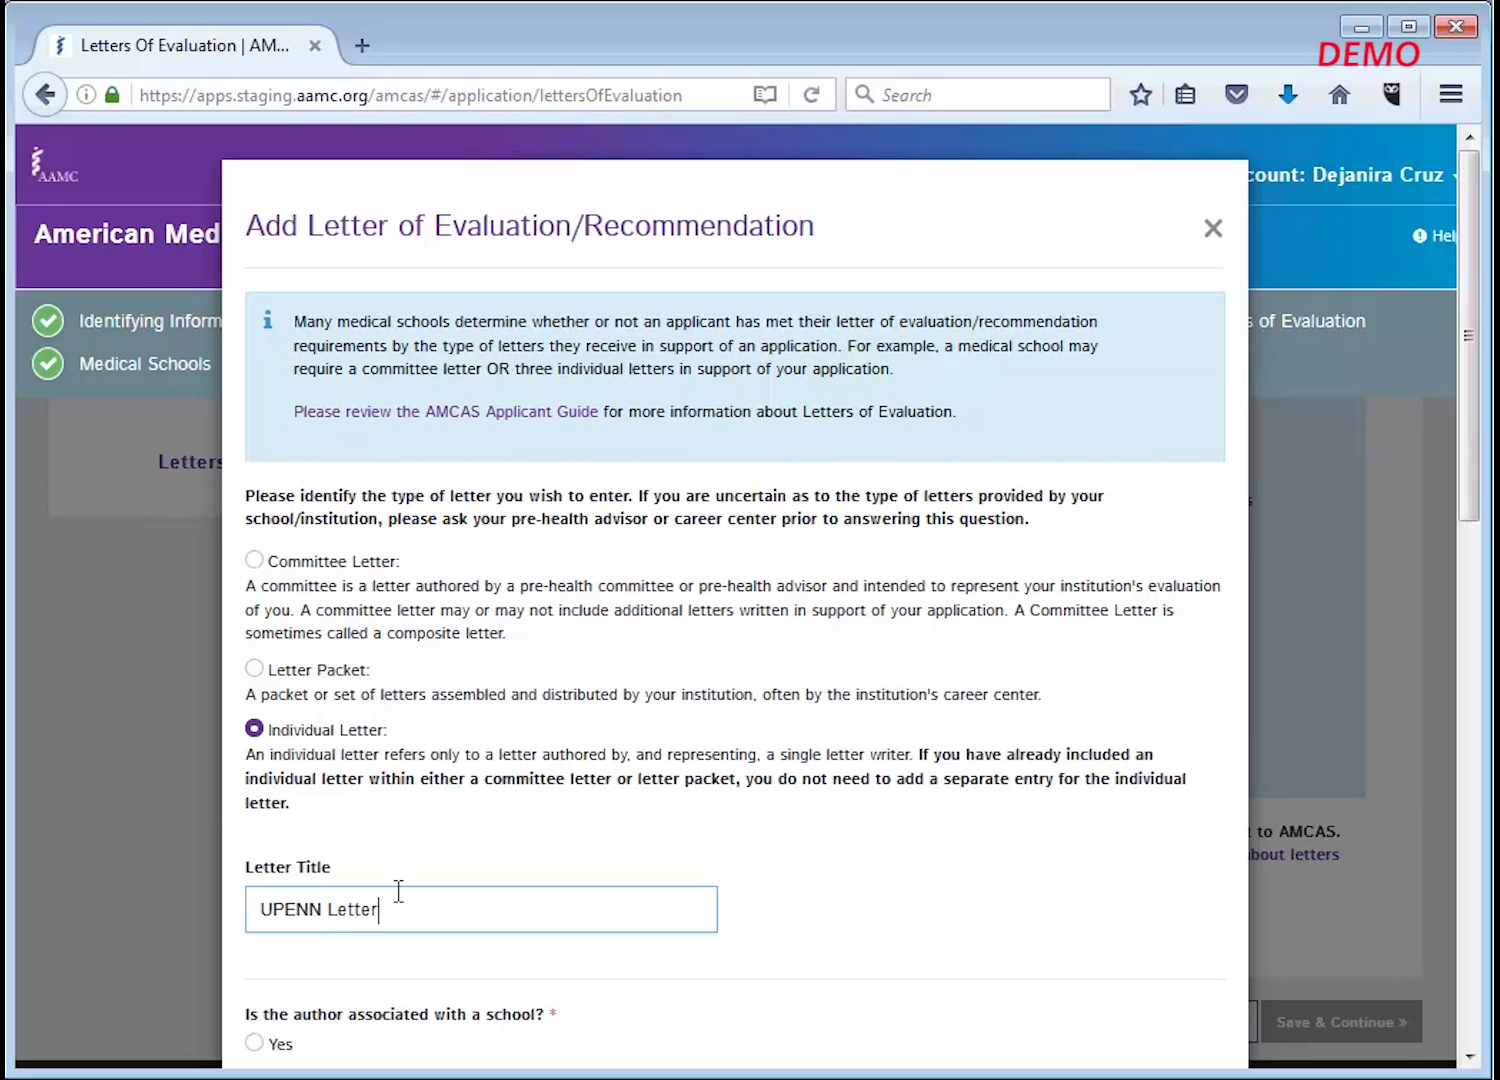 Letters Of Evaluation | AM...
DEMO
https://apps.staging.aamc.org/amcas/#/application/lettersOfEvaluation
Search
AAMC
count: Dejanira Cruz
American Med
Hel
Add Letter of Evaluation/Recommendation
Identifying Inform
s of Evaluation
Medical Schools
Many medical schools determine whether or not an applicant has met their letter of evaluation/recommendation
requirements by the type of letters they receive in support of an application. For example, a medical school may
require a committee letter OR three individual letters in support of your application.
Please review the AMCAS Applicant Guide for more information about Letters of Evaluation.
Letters
Please identify the type of letter you wish to enter. If you are uncertain as to the type of letters provided by your
school/institution, please ask your pre-health advisor or career center prior to answering this question.
Committee Letter:
A committee is a letter authored by a pre-health committee or pre-health advisor and intended to represent your institution's evaluation
of you. A committee letter may or may not include additional letters written in support of your application. A Committee Letter is
sometimes called a composite letter.
Letter Packet:
A packet or set of letters assembled and distributed by your institution, often by the institution's career center.
Individual Letter:
An individual letter refers only to a letter authored by, and representing, a single letter writer. If you have already included an
individual letter within either a committee letter or letter packet, you do not need to add a separate entry for the individual
letter.
t to AMCAS.
bout letters
Letter Title
UPENN Letter
Is the author associated with a school? *
Yes
Save & Continue »